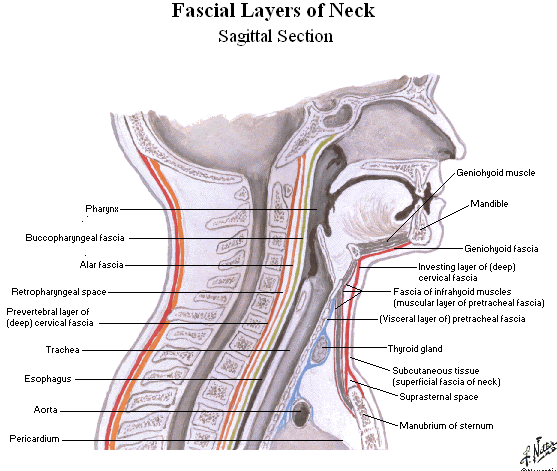 Fascial Layers of Neck
Sagittal Section
Pharynx
Buccopharyngeal fascia
Alar fascia
Retropharyngeal space
Prevertebral layer of
(deep) cervical fascia
Trachea
Esophagus
Aorta
Pericardium
Geniohyoid muscle
Mandible
Geniohyoid fascia
Investing layer of (deep)
cervical fascia
Fascia of infrahyoid muscles
(muscular layer of pretracheal fascia)
(Visceral layer of) pretracheal fascia
Thyroid gland
Subcutaneous tissue
(superficial fascia of neck)
Suprasternal space
Manubrium of sternum